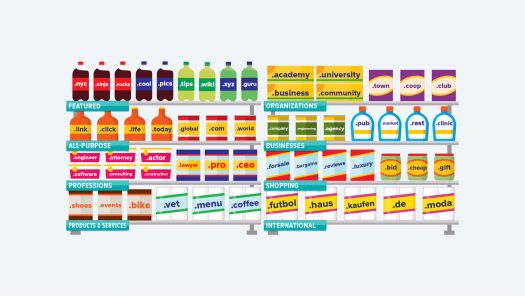 .nyc .ninja .rocks .cool .pics .tips .wiki .xyz .guru
FEATURED
.link .click .life .today .global .com .world
ALL-PURPOSE
.engineer .attorney .actor .lawyer .pro .ceo
.software .consulting .construction
PROFESSIONS
.shoes .events .bike .vet .menu .coffee
PRODUCTS & SERVICES
.academy .university .town .coop .club
.business .community
ORGANIZATIONS
.company .engineering .agency .pub .market .rest .clinic
BUSINESSES
.forsale .bargains .reviews .luxury .bid .cheap .gift
SHOPPING
.futbol .haus .kaufen .de .moda
INTERNATIONAL